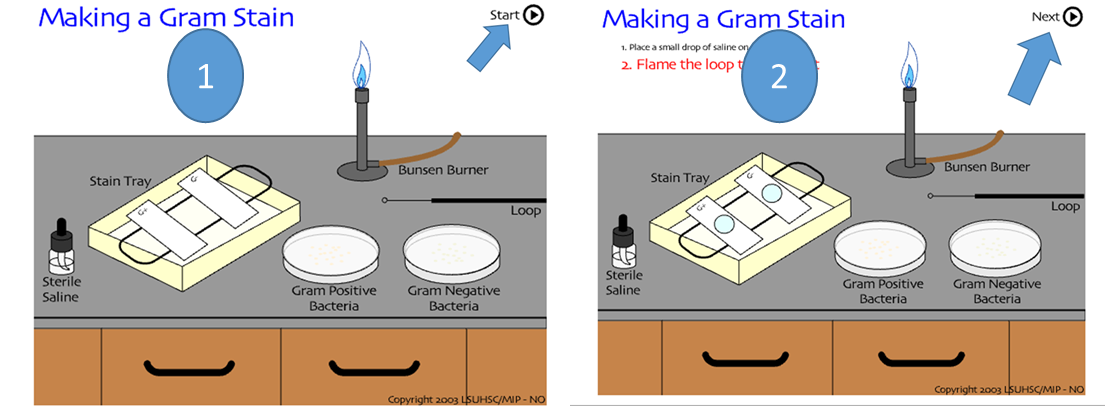 Making a Gram Stain
Start
1
Stain Tray
G+
G-
Bunsen Burner
Loop
Sterile
Saline
Gram Positive
Bacteria
Gram Negative
Bacteria
Copyright 2003 LSUHSC/MIP - NO
Making a Gram Stain
Next
1. Place a small drop of saline on
2. Flame the loop
2
Stain Tray
G+
G-
Bunsen Burner
Loop
Sterile
Saline
Gram Positive
Bacteria
Gram Negative
Bacteria
Copyright 2003 LSUHSC/MIP - NO